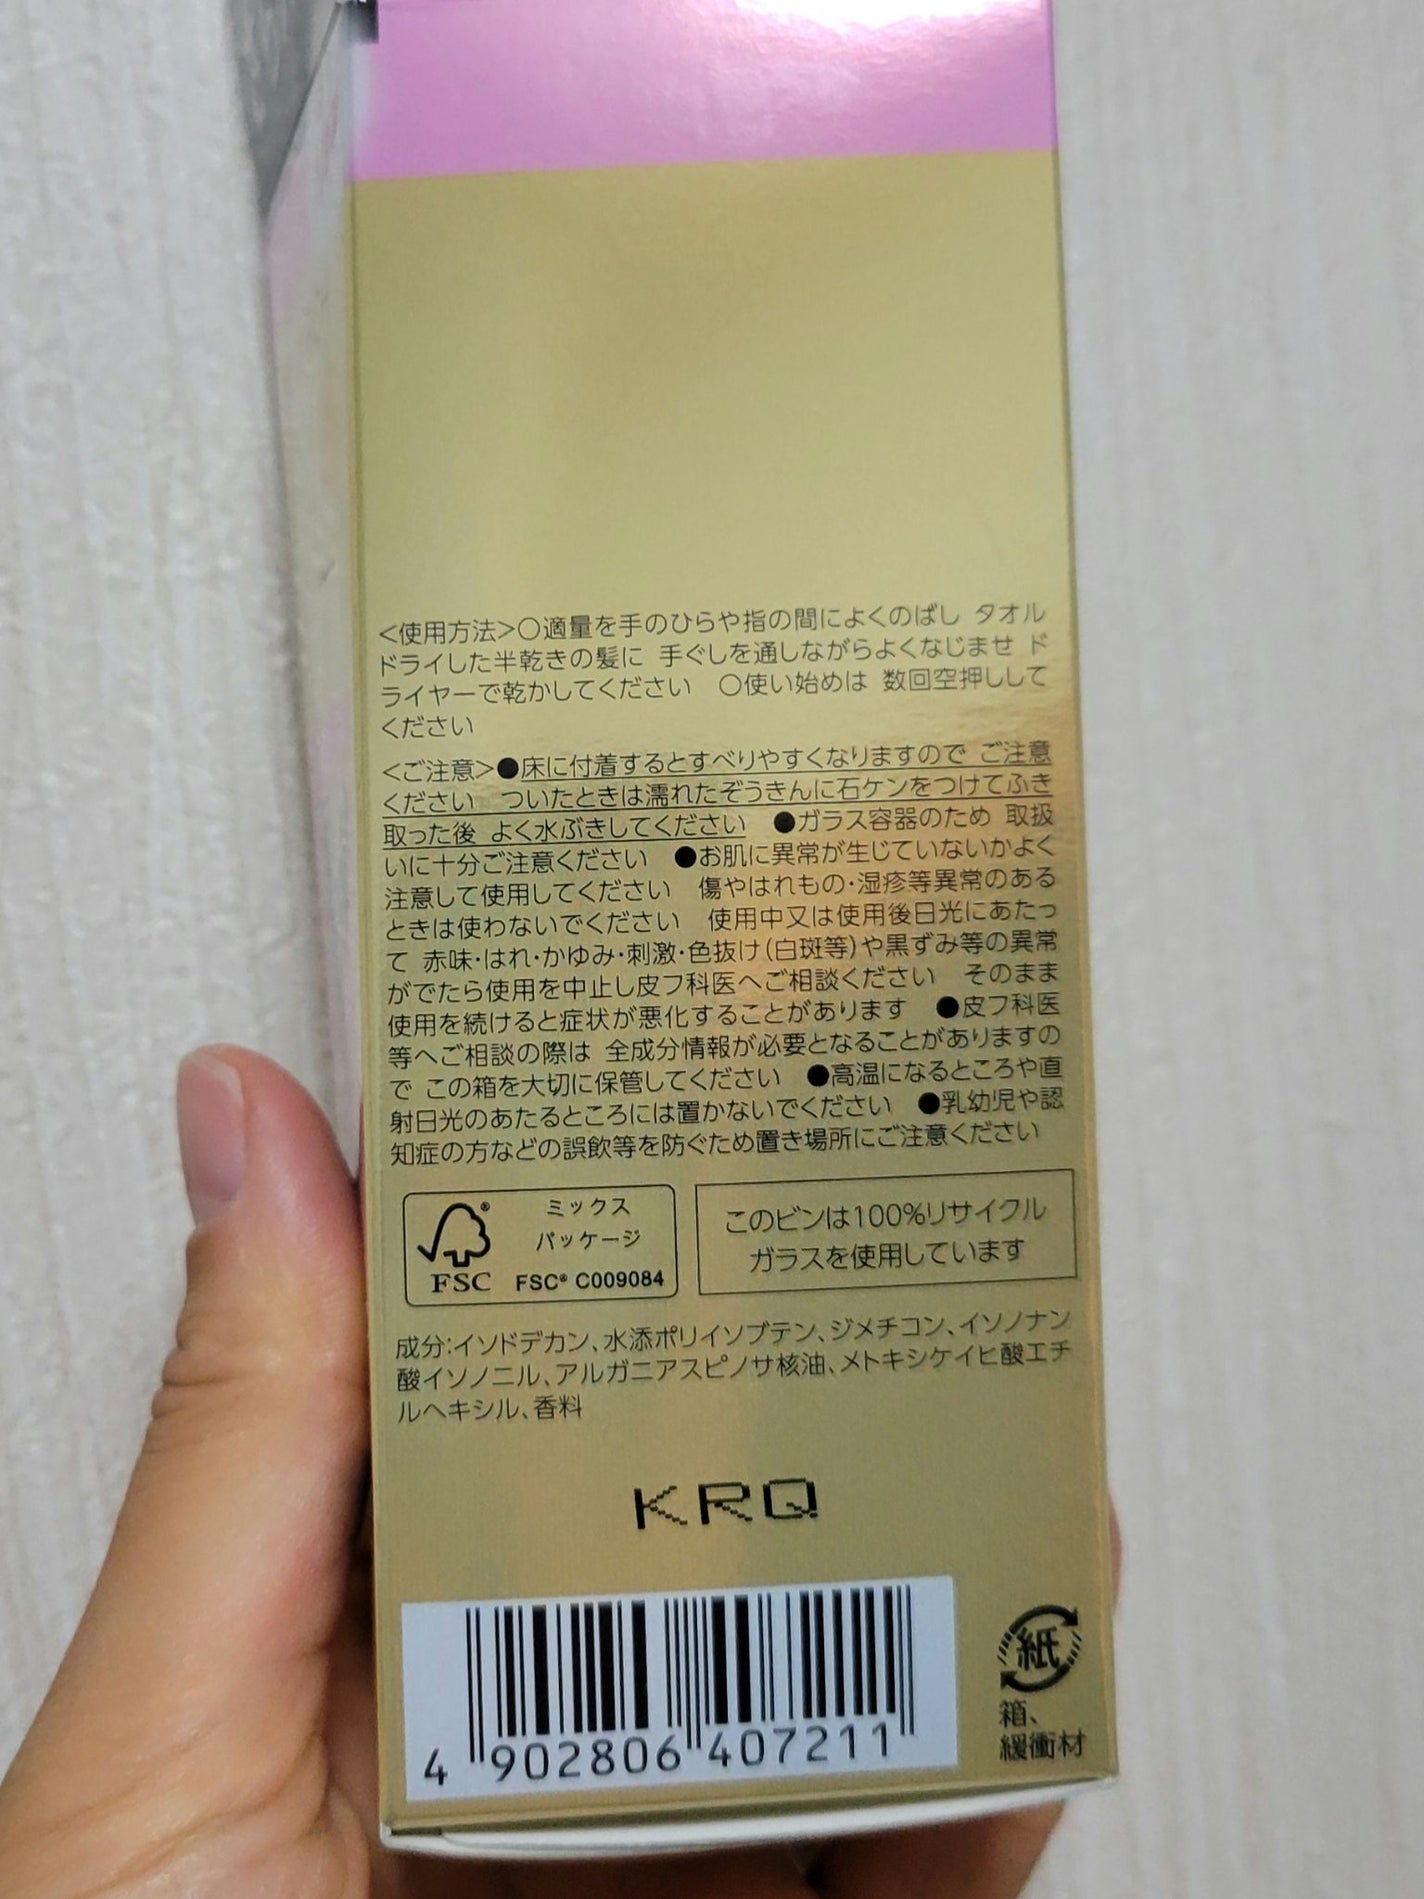 <使用方法>○適量を手のひらや指の間によくのばし タオル
ドライした半乾きの髪に 手ぐしを通しながらよくなじませ ド
ライヤーで乾かしてください ○使い始めは 数回空押しして
ください
<ご注意>●床に付着するとすべりやすくなりますので ご注意
ください ついたときは濡れたぞうきんに石ケンをつけてふき
取った後 よく水ぶきしてください ●ガラス容器のため 取扱
いに十分ご注意ください ●お肌に異常が生じていないかよく
注意して使用してください 傷やはれもの・湿疹等異常のある
ときは使わないでください 使用中又は使用後日光にあたっ
て 赤味・はれ・かゆみ・刺激・色抜け(白斑等)や黒ずみ等の異常
がでたら使用を中止し皮フ科医へご相談ください そのまま
使用を続けると症状が悪化することがあります ●皮フ科医
等へご相談の際は 全成分情報が必要となることがありますの
で この箱を大切に保管してください ●高温になるところや直
射日光のあたるところには置かないでください ●乳幼児や認
知症の方などの誤飲等を防ぐため置き場所にご注意ください
ミックス
パッケージ
FSC FSC® C009084
このビンは100%リサイクル
ガラスを使用しています
成分:イソドデカン、水添ポリイソブテン、ジメチコン、イソノナン
酸イソノニル、アルガニアスピノサ核油、メトキシケイヒ酸エチ
ルヘキシル、香料
KRQ
4 902806 407211
紙
箱、
緩衝材